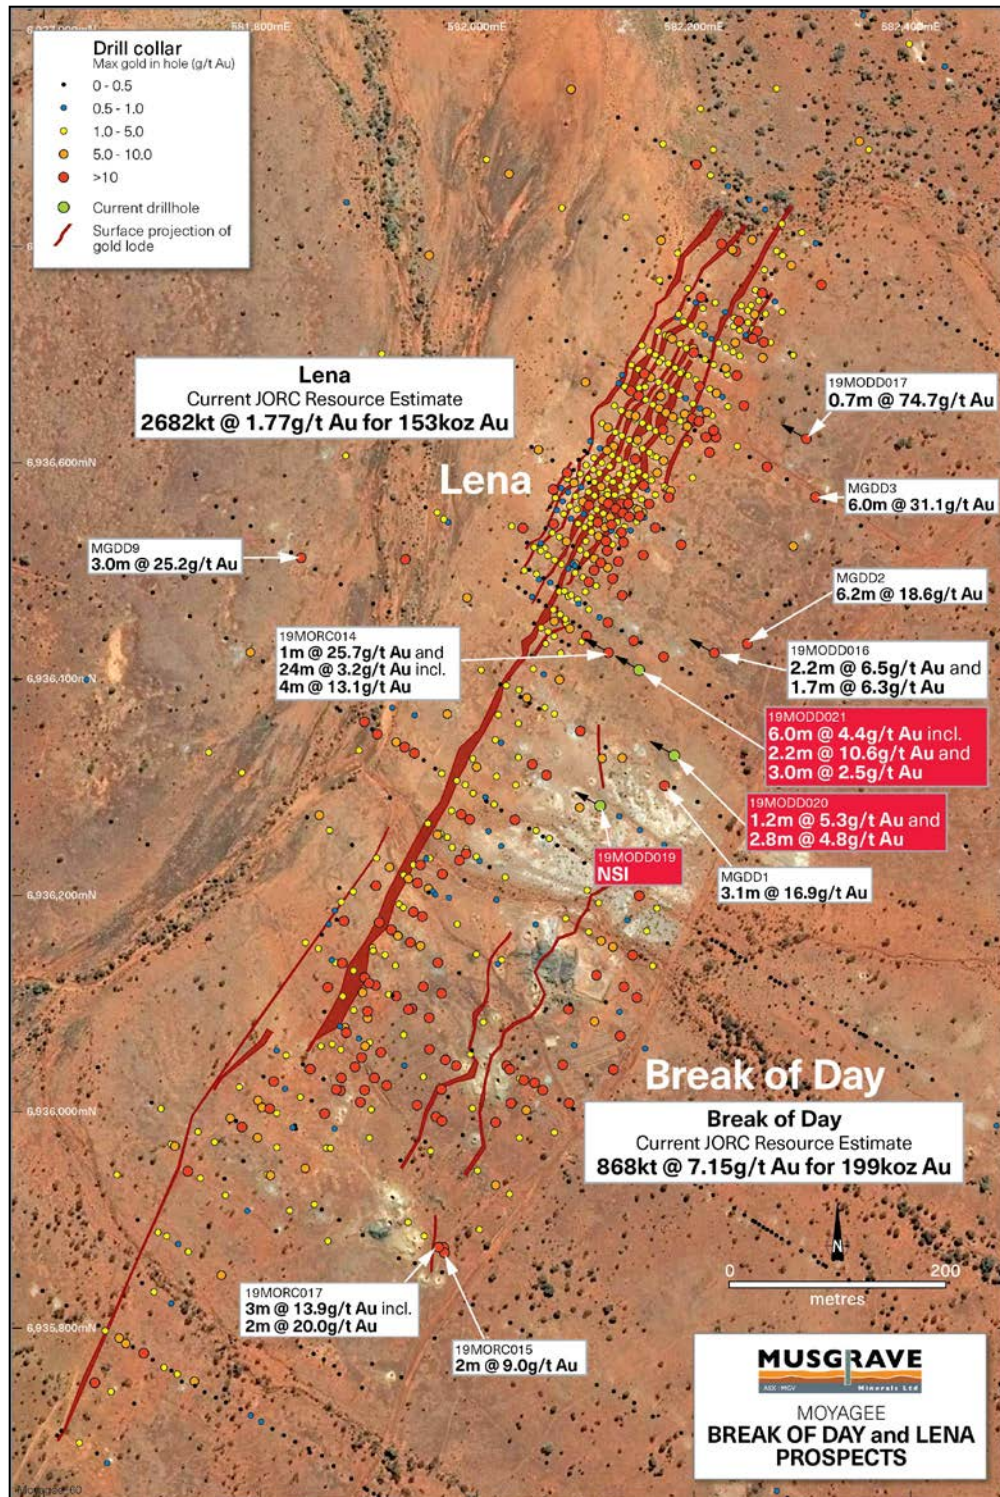 581,800mE
582,000mE
582,200mE
582,400mE
Drill collar
Max gold in hole (g/t Au)
0 - 0.5
0.5 - 1.0
1.0 - 5.0
5.0 - 10.0
>10
Current drillhole
Surface projection of
gold lode
Lena
Current JORC Resource Estimate
2682kt @ 1.77g/t Au for 153koz Au
19MODD017
0.7m @ 74.7g/t Au
6,936,600mN
Lena
MGDD3
6.0m @ 31.1g/t Au
MGDD9
3.0m @ 25.2g/t Au
MGDD2
6.2m @ 18.6g/t Au
19MORC014
1m @ 25.7g/t Au and
24m @ 3.2g/t Au incl.
4m @ 13.1g/t Au
19MODD016
2.2m @ 6.5g/t Au and
1.7m @ 6.3g/t Au
6,936,400mN
19MODD021
6.0m @ 4.4g/t Au incl.
2.2m @ 10.6g/t Au and
3.0m @ 2.5g/t Au
19MODD020
1.2m @ 5.3g/t Au and
2.8m @ 4.8g/t Au
19MODD019
NSI
MGDD1
3.1m @ 16.9g/t Au
6,936,200mN
Break of Day
6,936,000mN
Break of Day
Current JORC Resource Estimate
868kt @ 7.15g/t Au for 199koz Au
N
0
200
metres
19MORC017
3m @ 13.9g/t Au incl.
2m @ 20.0g/t Au
6,935,800mN
19MORC015
2m @ 9.0g/t Au
MUSGRAVE
ASX : MGV
Minerals Ltd
MOYAGEE
BREAK OF DAY and LENA
PROSPECTS